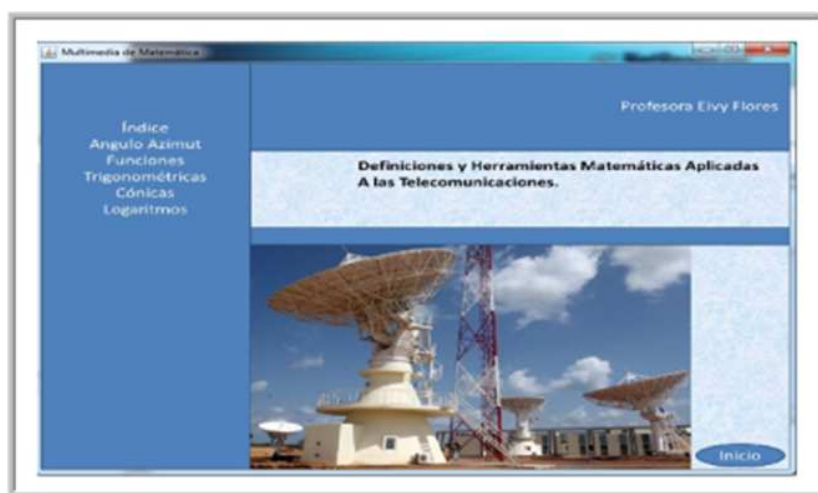 Multimedia de Matemática
Profesora Eivy Flores
Índice
Angulo Azimut
Funciones
Trigonométricas
Cónicas
Logaritmos
Definiciones y Herramientas Matemáticas Aplicadas
A las Telecomunicaciones.
Inicio